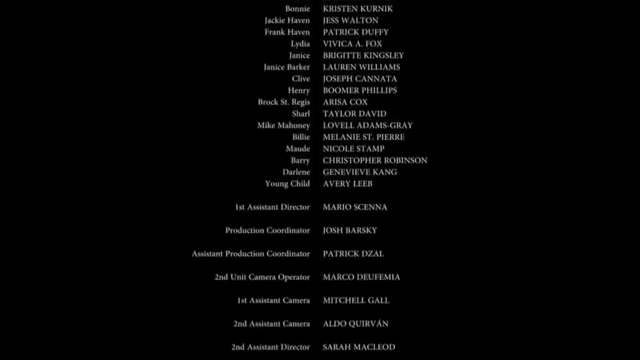 Bonnie KRISTEN KURNIK
Jackie Haven JESS WALTON
Frank Haven PATRICK DUFFY
Lydia VIVICA A. FOX
Janice BRIGITTE KINGSLEY
Janice Barker LAUREN WILLIAMS
Clive JOSEPH CANNATA
Henry BOOMER PHILLIPS
Brock St. Regis ARISA COX
Sharl TAYLOR DAVID
Mike Mahoney LOVELL ADAMS-GRAY
Billie MELANIE ST. PIERRE
Maude NICOLE STAMP
Barry CHRISTOPHER ROBINSON
Darlene GENEVIEVE KANG
Young Child AVERY LEEB
1st Assistant Director MARIO SCENNA
Production Coordinator JOSH BARSKY
Assistant Production Coordinator PATRICK DZAL
2nd Unit Camera Operator MARCO DEUFEMIA
1st Assistant Camera MITCHELL GALL
2nd Assistant Camera ALDO QUIRVÁN
2nd Assistant Director SARAH MACLEOD